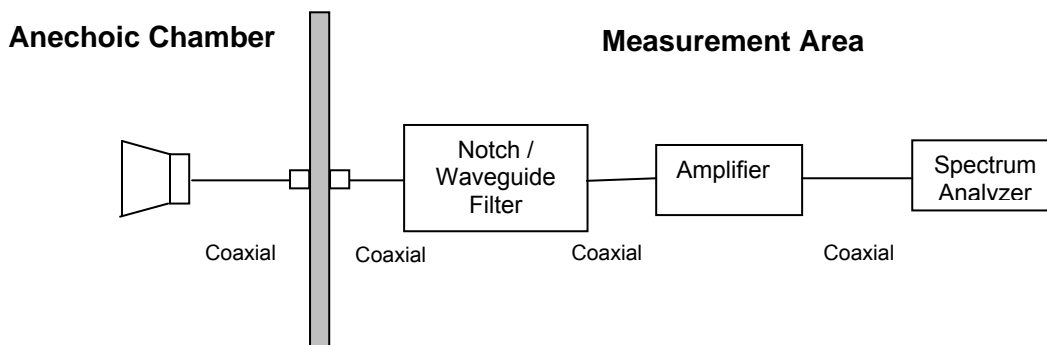 Anechoic Chamber
Measurement Area
Notch /
Waveguide
Filter
Amplifier
Spectrum
Analyzer
Coaxial
Coaxial
Coaxial
Coaxial